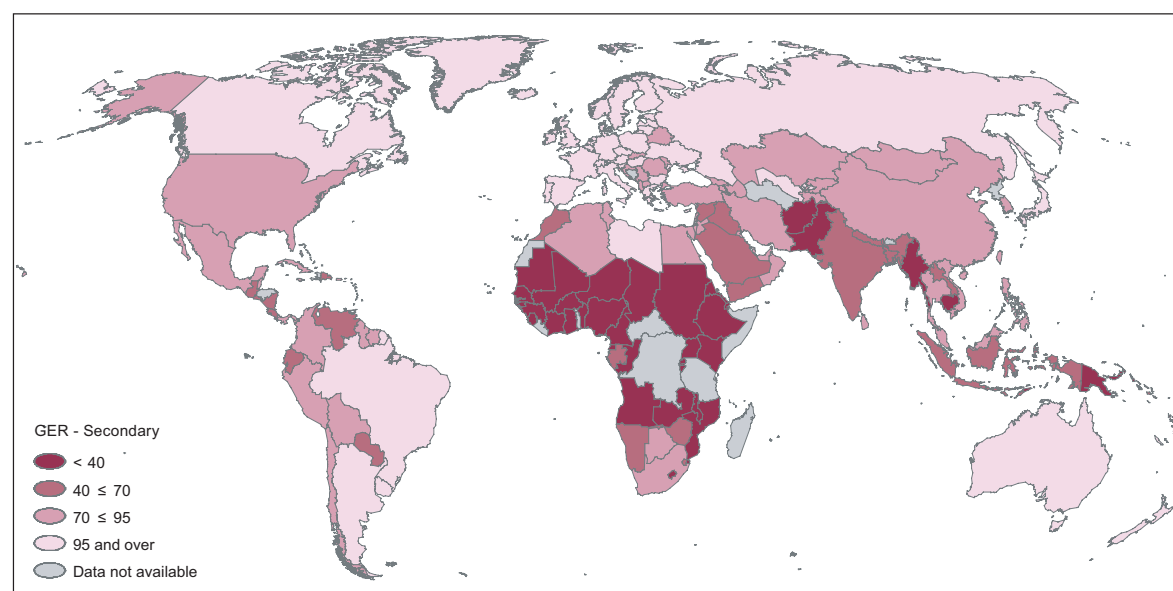 GER - Secondary
< 40
40 ≤ 70
70 ≤ 95
95 and over
Data not available